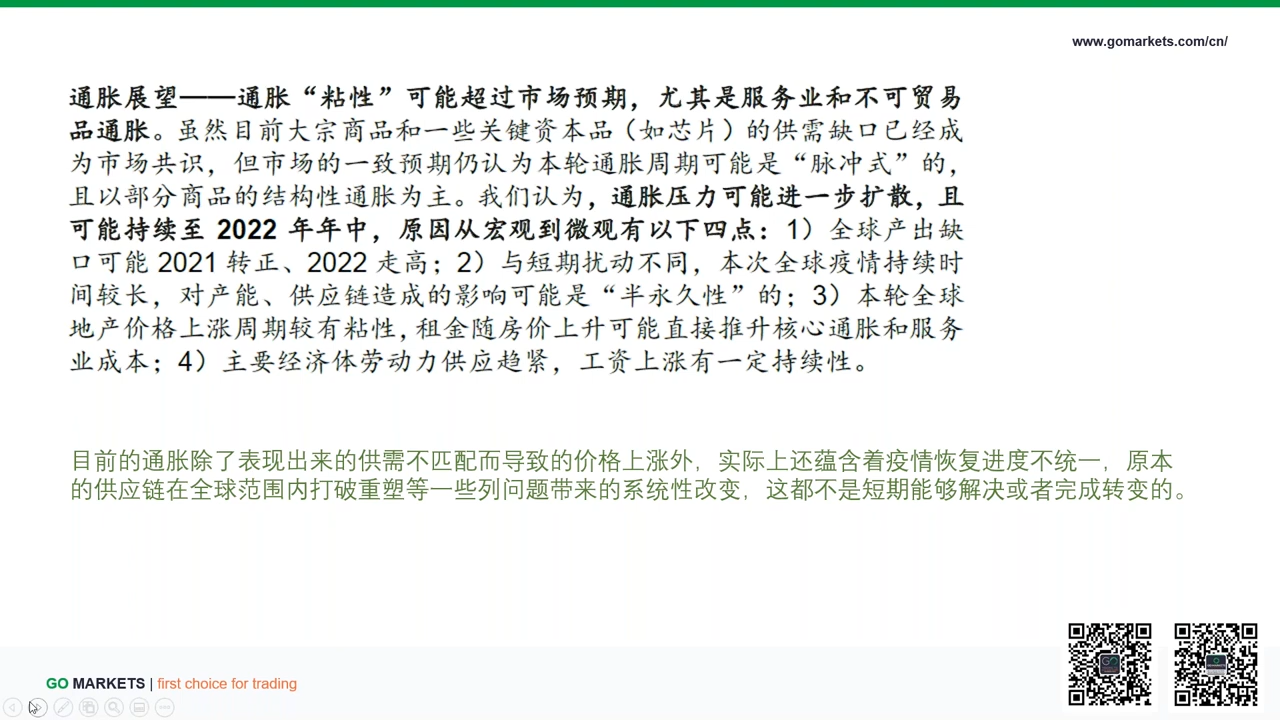 www.gomarkets.com/cn/
通胀展望——通胀“粘性”可能超过市场预期，尤其是服务业和不可贸易
品通胀。虽然目前大宗商品和一些关键资本品（如芯片）的供需缺口已经成
为市场共识，但市场的一致预期仍认为本轮通胀周期可能是“脉冲式”的，
且以部分商品的结构性通胀为主。我们认为，通胀压力可能进一步扩散，且
可能持续至 2022 年年中，原因从宏观到微观有以下四点：1）全球产出缺
口可能 2021 转正、2022 走高；2）与短期扰动不同，本次全球疫情持续时
间较长，对产能、供应链造成的影响可能是“半永久性”的；3）本轮全球
地产价格上涨周期较有粘性，租金随房价上升可能直接推升核心通胀和服务
业成本；4）主要经济体劳动力供应趋紧，工资上涨有一定持续性。
目前的通胀除了表现出来的供需不匹配而导致的价格上涨外，实际上还蕴含着疫情恢复进度不统一，原本
的供应链在全球范围内打破重塑等一些列问题带来的系统性改变，这都不是短期能够解决或者完成转变的。
GO MARKETS | first choice for trading